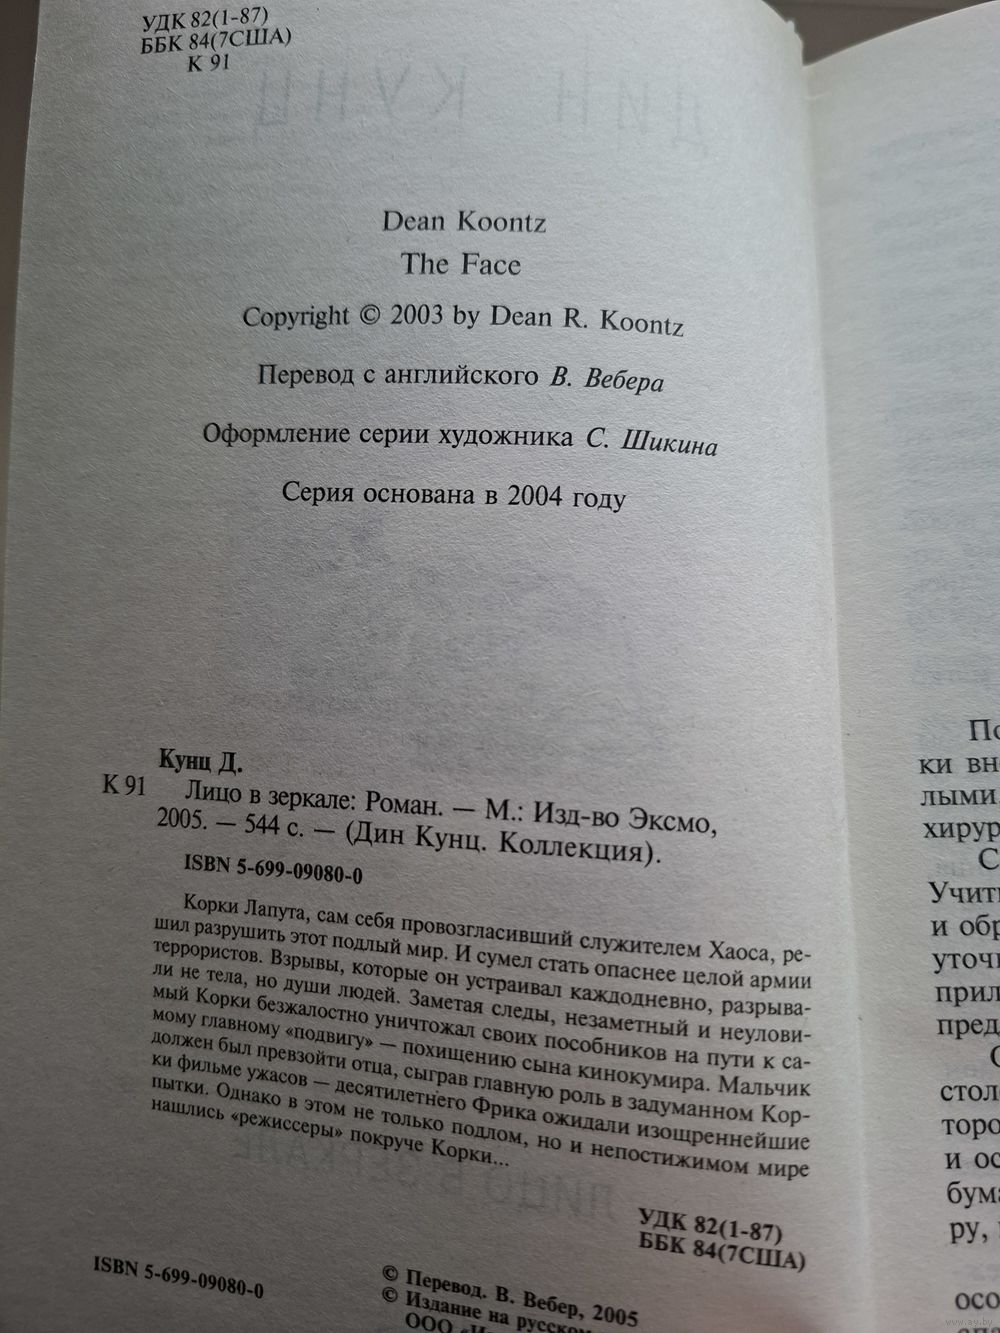 УДК 82(1-87)
ББК 84(7США)
К 91
Dean Koontz
The Face
Copyright © 2003 by Dean R. Koontz
Перевод с английского В. Вебера
Оформление серии художника С. Шикина
Серия основана в 2004 году
Кунц Д.
К 91 Лицо в зеркале: Роман. — М.: Изд-во Эксмо,
2005. — 544 с. — (Дин Кунц. Коллекция).
ISBN 5-699-09080-0
Корки Лапута, сам себя провозгласивший служителем Хаоса, ре-
шил разрушить этот подлый мир. И сумел стать опаснее целой армии
террористов. Взрывы, которые он устраивал каждодневно, разрыва-
ли не тела, но души людей. Заметая следы, незаметный и неулови-
мый Корки безжалостно уничтожал своих пособников на пути к са-
мому главному «подвигу» — похищению сына кинокумира. Мальчик
должен был превзойти отца, сыграв главную роль в задуманном Кор-
ки фильме ужасов — десятилетнего Фрика ожидали изощреннейшие
пытки. Однако в этом не только подлом, но и непостижимом мире
нашлись «режиссеры» покруче Корки...
УДК 82(1-87)
ББК 84(7США)
ISBN 5-699-09080-0
© Перевод. В. Вебер, 2005
© Издание на русском
ООО «И
По
ки вн
лыми,
хирур
С
Учит
и обр
уточ
прил
пред
С
стол
торо
и ос
бума
ру,
осо
www.ay.by